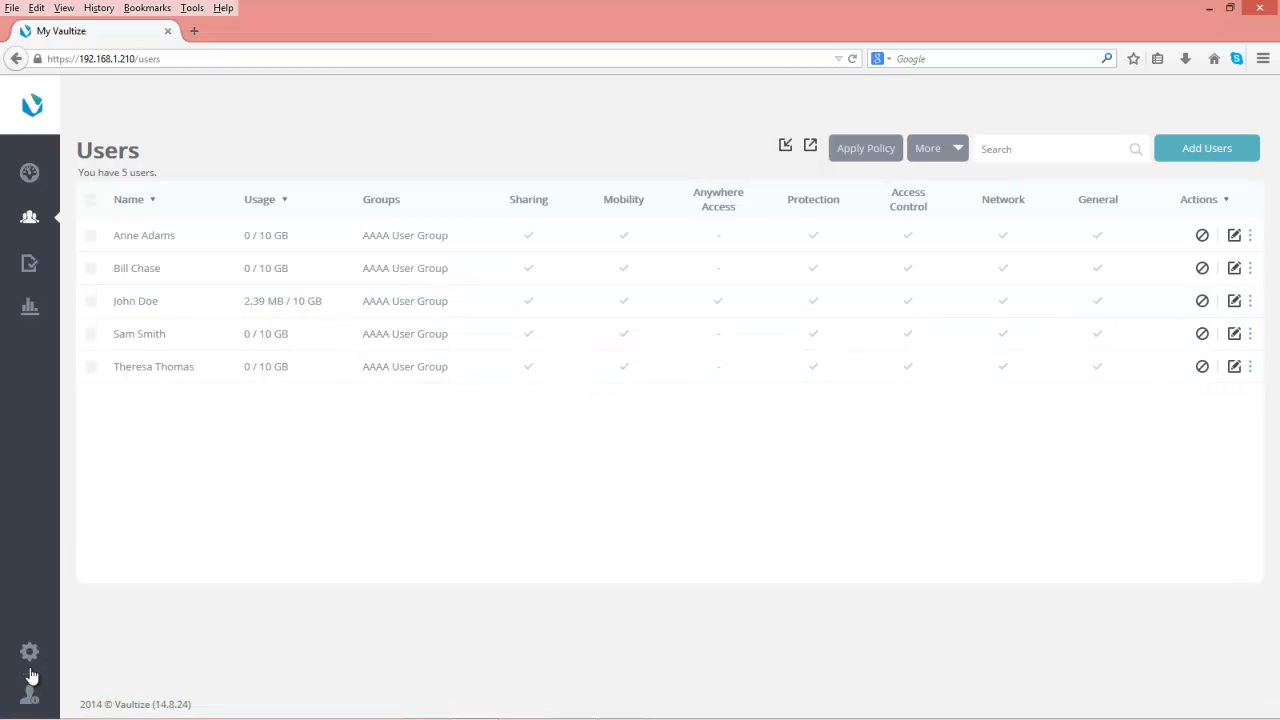 File Edit View History Bookmarks Tools Help
My Vaultize
https://192.168.1.210/users
Google
Users
You have 5 users.
Apply Policy
More
Search
Add Users
Name Usage Groups Sharing Mobility Anywhere Access Protection Access Control Network General Actions
Anne Adams 0 / 10 GB AAAA User Group -
Bill Chase 0 / 10 GB AAAA User Group -
John Doe 2.39 MB / 10 GB AAAA User Group
Sam Smith 0 / 10 GB AAAA User Group -
Theresa Thomas 0 / 10 GB AAAA User Group -
2014 © Vaultize (14.8.24)